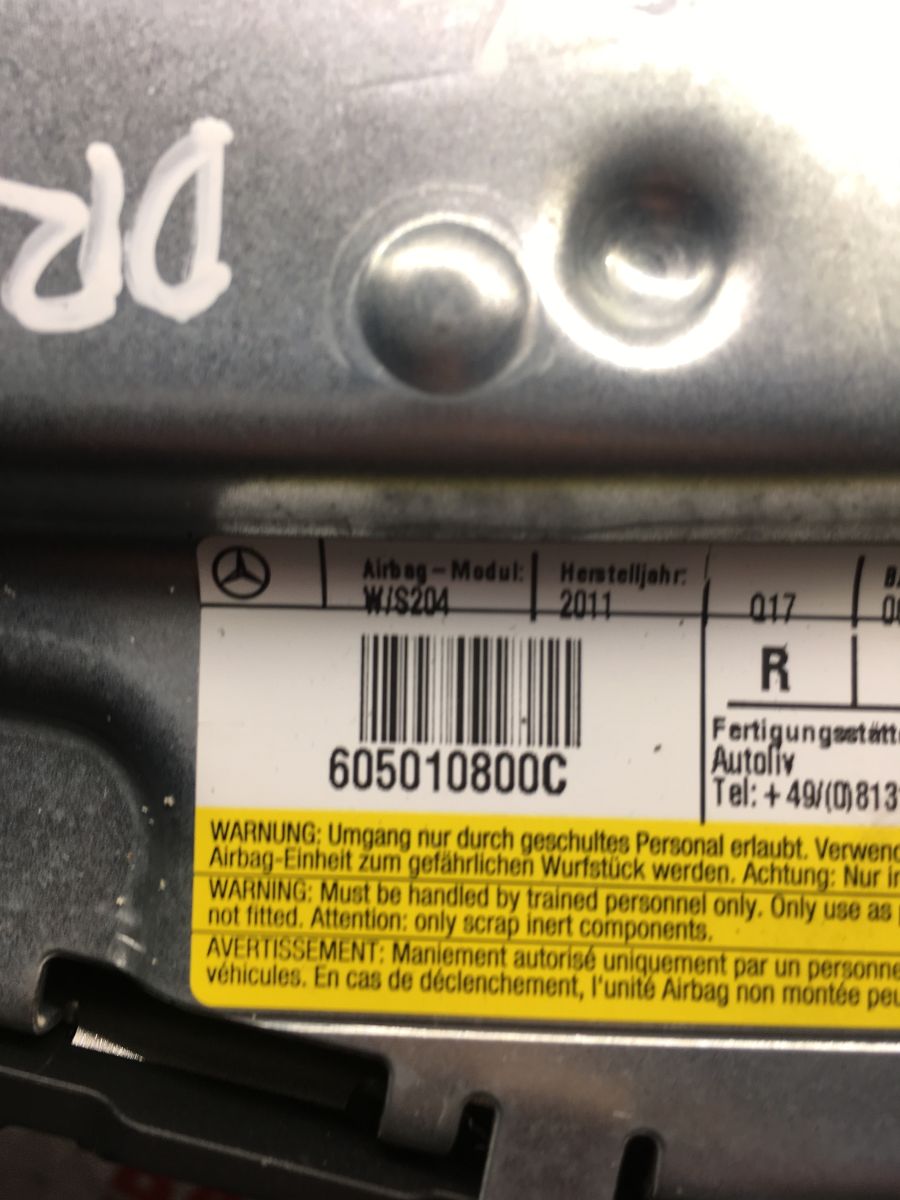 DR
Airbag-Modul:
W/S204
Herstelljahr:
2011
Q17
R
605010800C
Fertigungsstätt
Autoliv
Tel: + 49/(0)813
WARNUNG: Umgang nur durch geschultes Personal erlaubt. Verwend
Airbag-Einheit zum gefährlichen Wurfstück werden. Achtung: Nur in
WARNING: Must be handled by trained personnel only. Only use as
not fitted. Attention: only scrap inert components.
AVERTISSEMENT: Maniement autorisé uniquement par un personne
véhicules. En cas de déclenchement, l'unité Airbag non montée peu